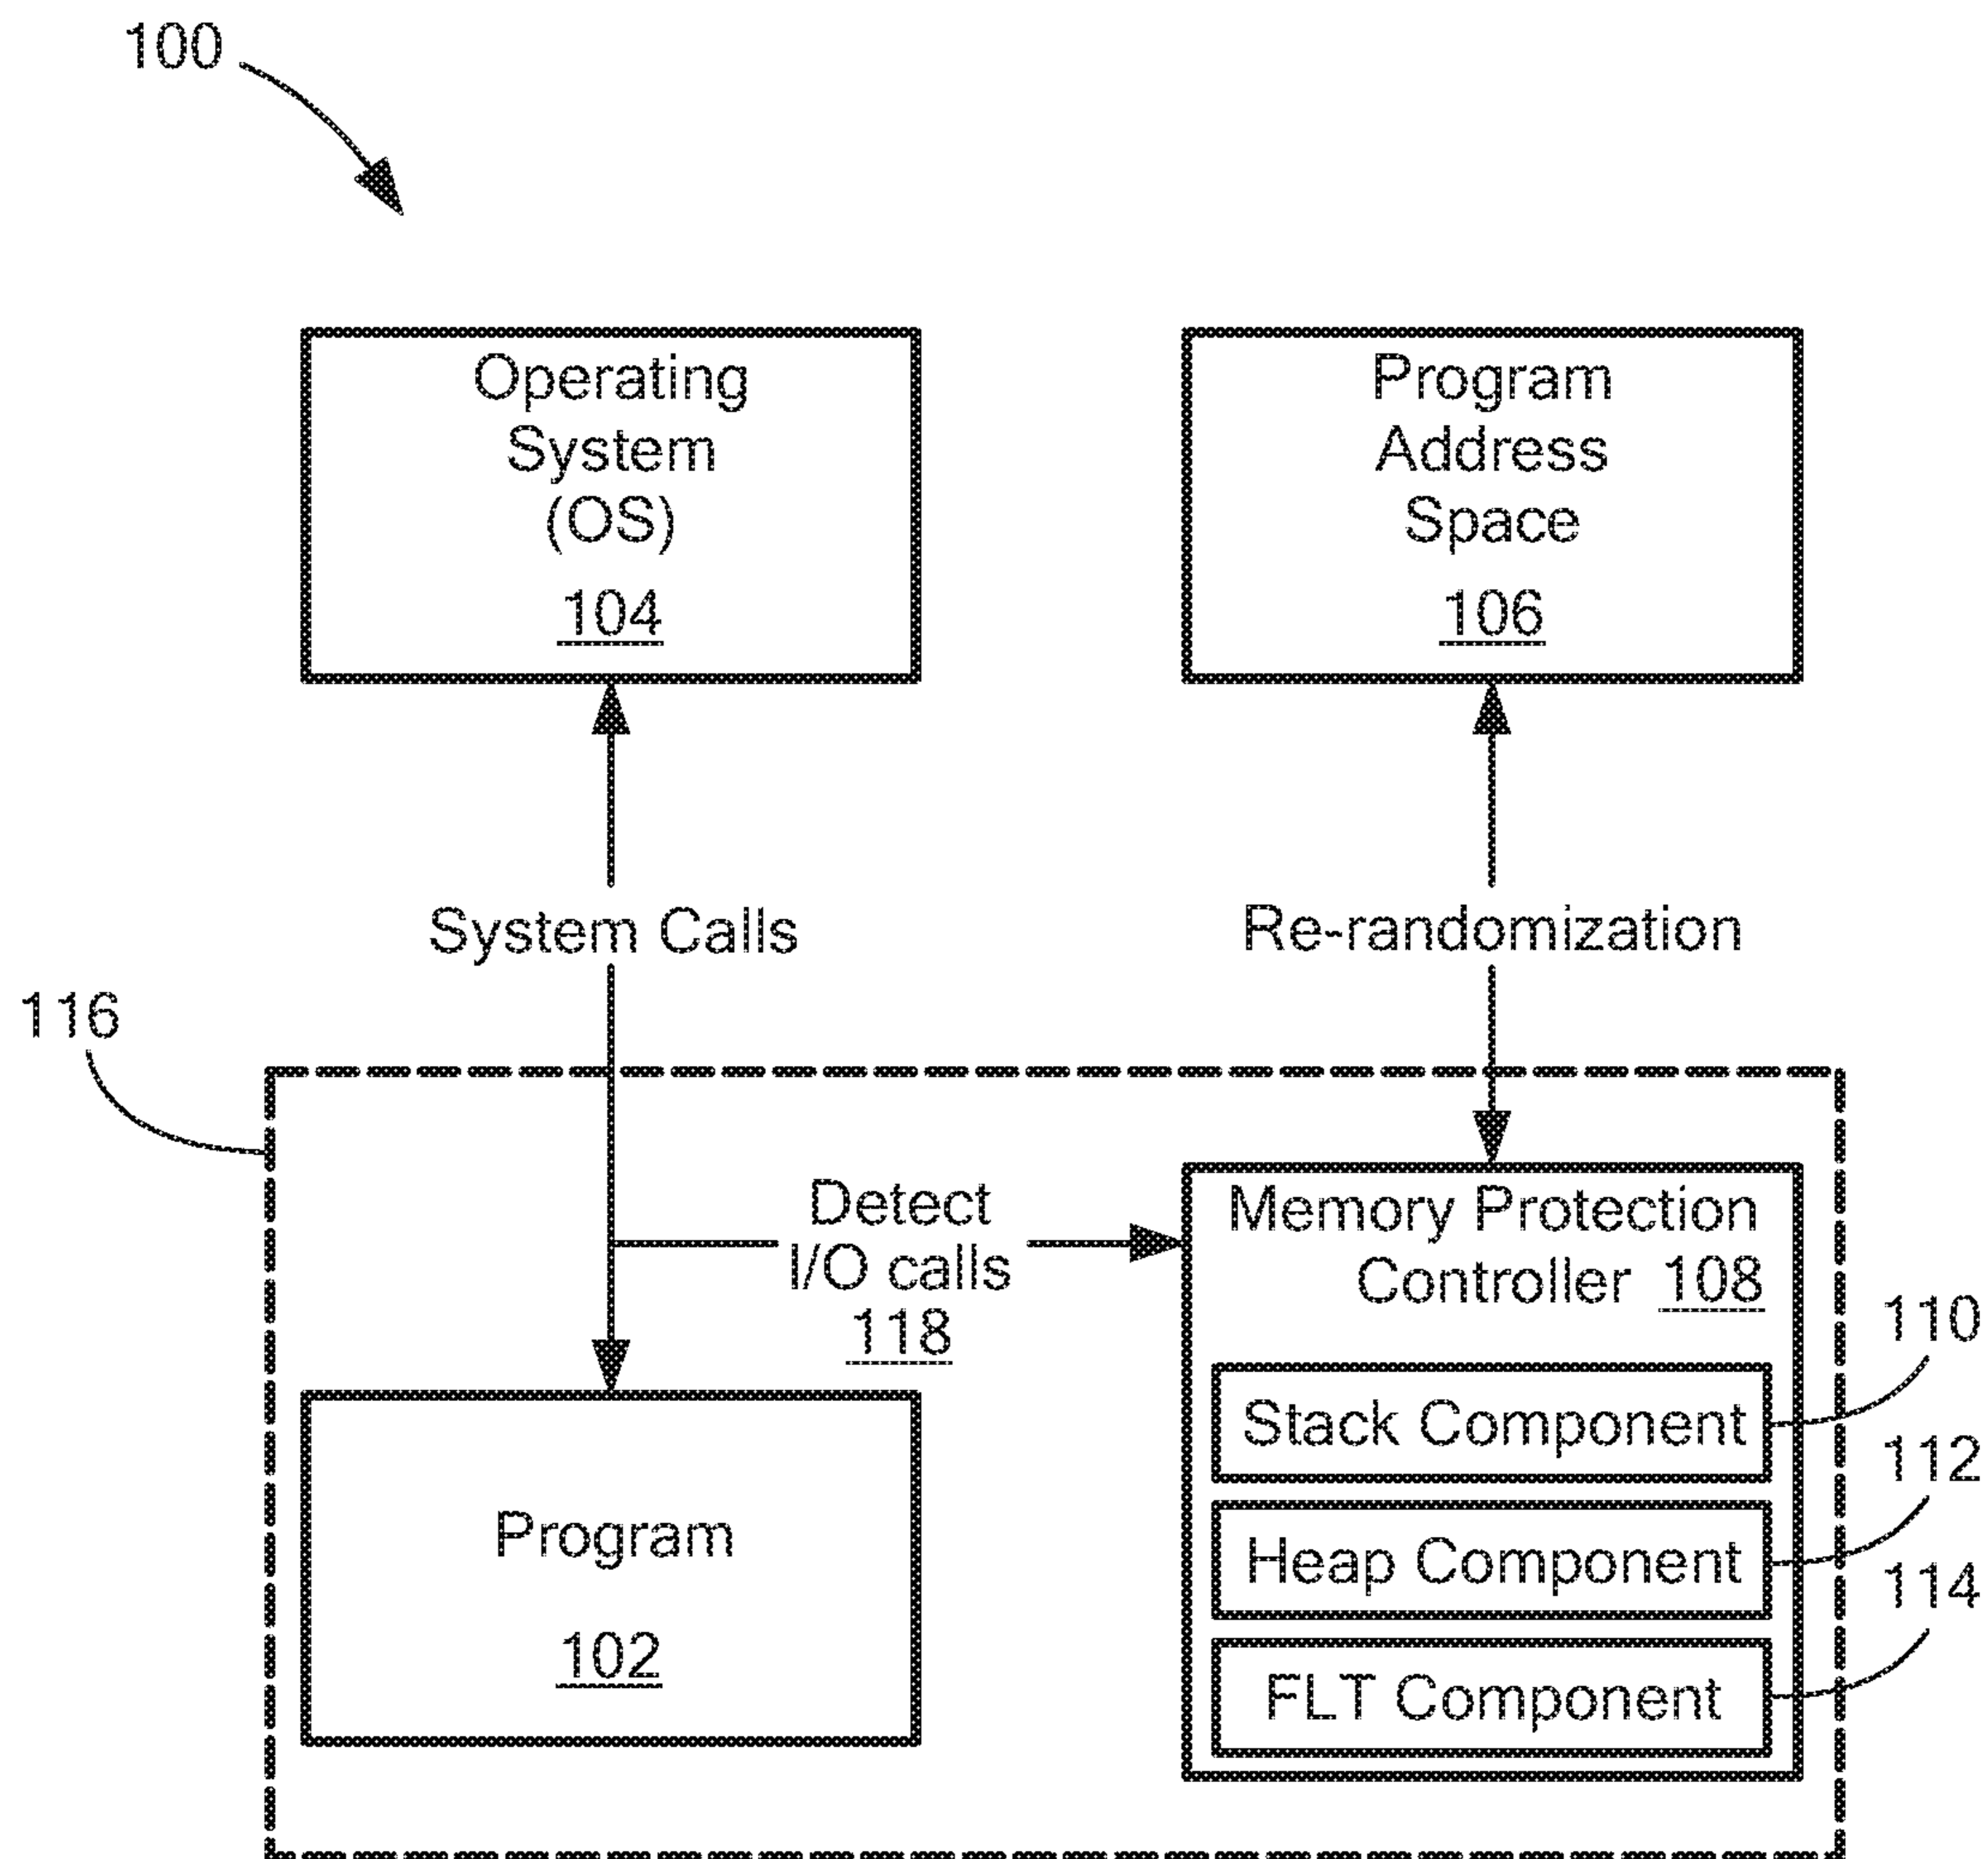 100
Operating
System
(OS)
104
Program
Address
Space
106
System Calls
Re-randomization
116
Detect
I/O calls
118
Memory Protection
Controller 108
110
Stack Component
112
Heap Component
114
FLT Component
Program
102